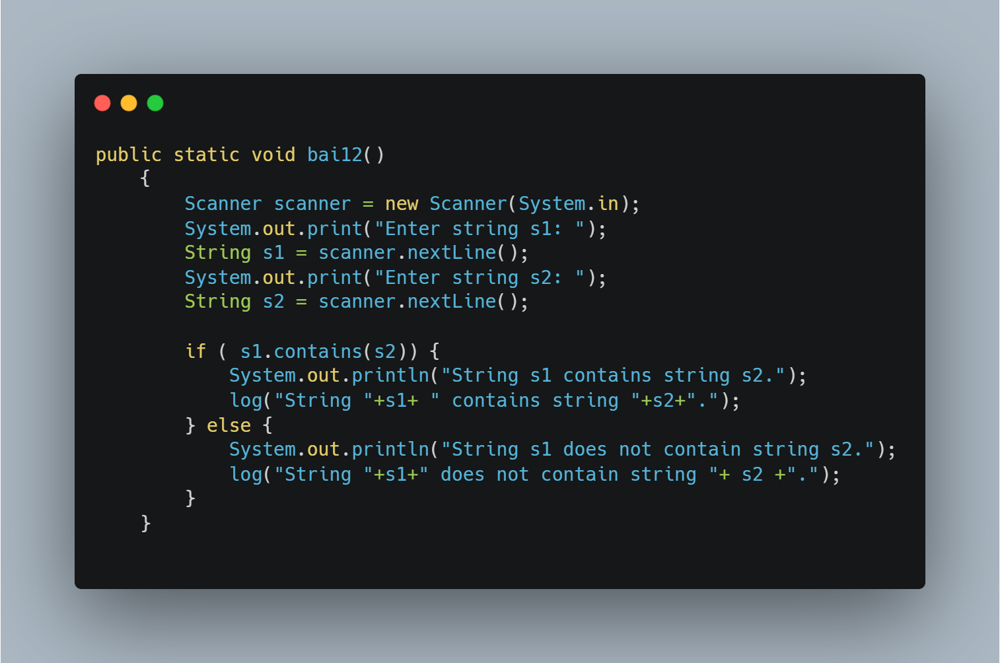 public static void bai12()
    {
        Scanner scanner = new Scanner(System.in);
        System.out.print("Enter string s1: ");
        String s1 = scanner.nextLine();
        System.out.print("Enter string s2: ");
        String s2 = scanner.nextLine();

        if ( s1.contains(s2)) {
            System.out.println("String s1 contains string s2.");
            log("String "+s1+ " contains string "+s2+".");
        } else {
            System.out.println("String s1 does not contain string s2.");
            log("String "+s1+" does not contain string "+ s2 +".");
        }
    }